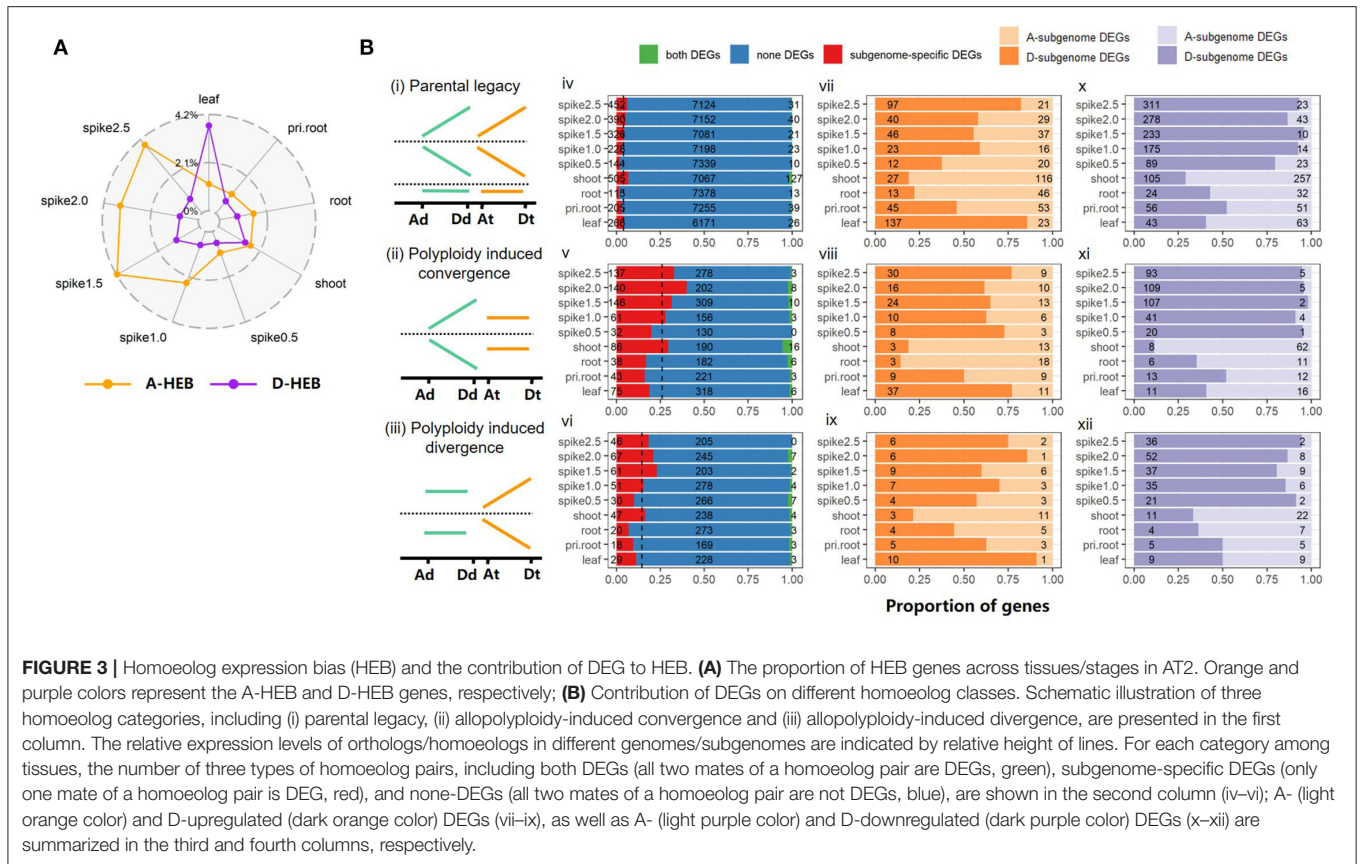 A
leaf
4.2%
pri.root
2.1%
root
0%
shoot
spike0.5
spike1.0
spike1.5
spike2.0
spike2.5
A-HEB D-HEB
B
both DEGs none DEGs subgenome-specific DEGs
A-subgenome DEGs
D-subgenome DEGs
A-subgenome DEGs
D-subgenome DEGs
(i) Parental legacy
Ad Dd At Dt
(ii) Polyploidy induced
convergence
Ad Dd At Dt
(iii) Polyploidy induced
divergence
Ad Dd At Dt
iv
spike2.5 452 7124 31
spike2.0 390 7152 40
spike1.5 326 7081 21
spike1.0 228 7198 23
spike0.5 144 7339 10
shoot 505 7067 127
root 113 7378 13
pri.root 205 7255 39
leaf 266 6171 26
0.00 0.25 0.50 0.75 1.00
vii
spike2.5 97 21
spike2.0 40 29
spike1.5 46 37
spike1.0 23 16
spike0.5 12 20
shoot 27 116
root 13 46
pri.root 45 53
leaf 137 23
0.00 0.25 0.50 0.75 1.00
x
spike2.5 311 23
spike2.0 278 43
spike1.5 233 10
spike1.0 175 14
spike0.5 89 23
shoot 105 257
root 24 32
pri.root 56 51
leaf 43 63
0.00 0.25 0.50 0.75 1.00
v
spike2.5 137 278 3
spike2.0 140 202 8
spike1.5 146 309 10
spike1.0 61 156 3
spike0.5 32 130 0
shoot 86 190 16
root 38 182 6
pri.root 43 221 3
leaf 75 318 6
0.00 0.25 0.50 0.75 1.00
viii
spike2.5 30 9
spike2.0 16 10
spike1.5 24 13
spike1.0 10 6
spike0.5 8 3
shoot 3 13
root 3 18
pri.root 9 9
leaf 37 11
0.00 0.25 0.50 0.75 1.00
xi
spike2.5 93 5
spike2.0 109 5
spike1.5 107 2
spike1.0 41 4
spike0.5 20 1
shoot 8 62
root 6 11
pri.root 13 12
leaf 11 16
0.00 0.25 0.50 0.75 1.00
vi
spike2.5 46 205 0
spike2.0 67 245 7
spike1.5 61 203 2
spike1.0 51 278 4
spike0.5 30 266 7
shoot 47 238 4
root 20 273 3
pri.root 18 169 3
leaf 29 228 3
0.00 0.25 0.50 0.75 1.00
ix
spike2.5 6 2
spike2.0 6 1
spike1.5 9 6
spike1.0 7 3
spike0.5 4 3
shoot 3 11
root 4 5
pri.root 5 3
leaf 10 1
0.00 0.25 0.50 0.75 1.00
xii
spike2.5 36 2
spike2.0 52 8
spike1.5 37 9
spike1.0 35 6
spike0.5 21 2
shoot 11 22
root 4 7
pri.root 5 5
leaf 9 9
0.00 0.25 0.50 0.75 1.00
Proportion of genes
FIGURE 3 | Homoeolog expression bias (HEB) and the contribution of DEG to HEB. (A) The proportion of HEB genes across tissues/stages in AT2. Orange and
purple colors represent the A-HEB and D-HEB genes, respectively; (B) Contribution of DEGs on different homoeolog classes. Schematic illustration of three
homoeolog categories, including (i) parental legacy, (ii) allopolyploidy-induced convergence and (iii) allopolyploidy-induced divergence, are presented in the first
column. The relative expression levels of orthologs/homoeologs in different genomes/subgenomes are indicated by relative height of lines. For each category among
tissues, the number of three types of homoeolog pairs, including both DEGs (all two mates of a homoeolog pair are DEGs, green), subgenome-specific DEGs (only
one mate of a homoeolog pair is DEG, red), and none-DEGs (all two mates of a homoeolog pair are not DEGs, blue), are shown in the second column (iv–vi); A- (light
orange color) and D-upregulated (dark orange color) DEGs (vii–ix), as well as A- (light purple color) and D-downregulated (dark purple color) DEGs (x–xii) are
summarized in the third and fourth columns, respectively.